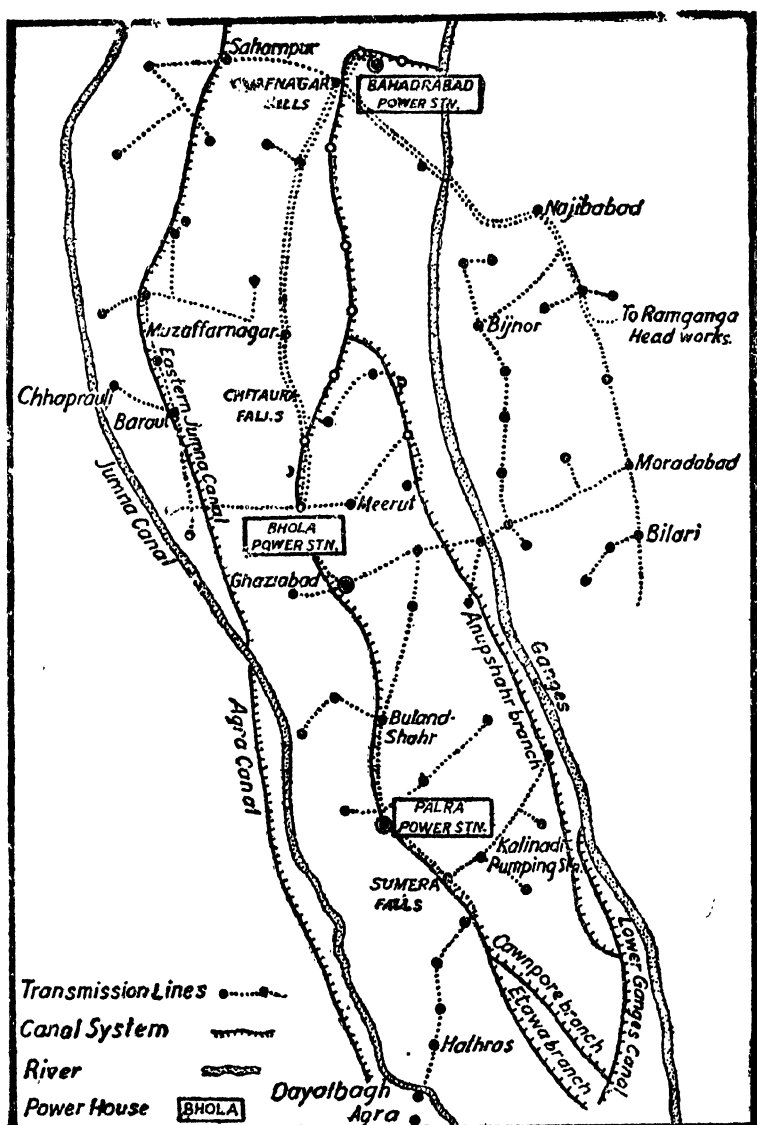 Saharnpur
BAHADRABAD
POWER STN.
Najibabad
To Ramganga
Head works.
Bijnor
Muzaffarnagar
Eastern Jumna Canal
Chhaprauli
Baraut
CHITAURA
FALLS
Moradabad
Jumna Canal
Meerut
BHOLA
POWER STN.
Bilari
Ghaziabad
Anupshahr branch
Ganges
Buland-
Shahr
Agra Canal
PALRA
POWER STN.
Kalinadi
Pumping Stn.
SUMERA
FALLS
Cawnpore branch
Etawa branch
Lower Ganges Canal
Transmission Lines
Canal System
River
Power House BHOLA
Hathras
Dayalbagh
Agra